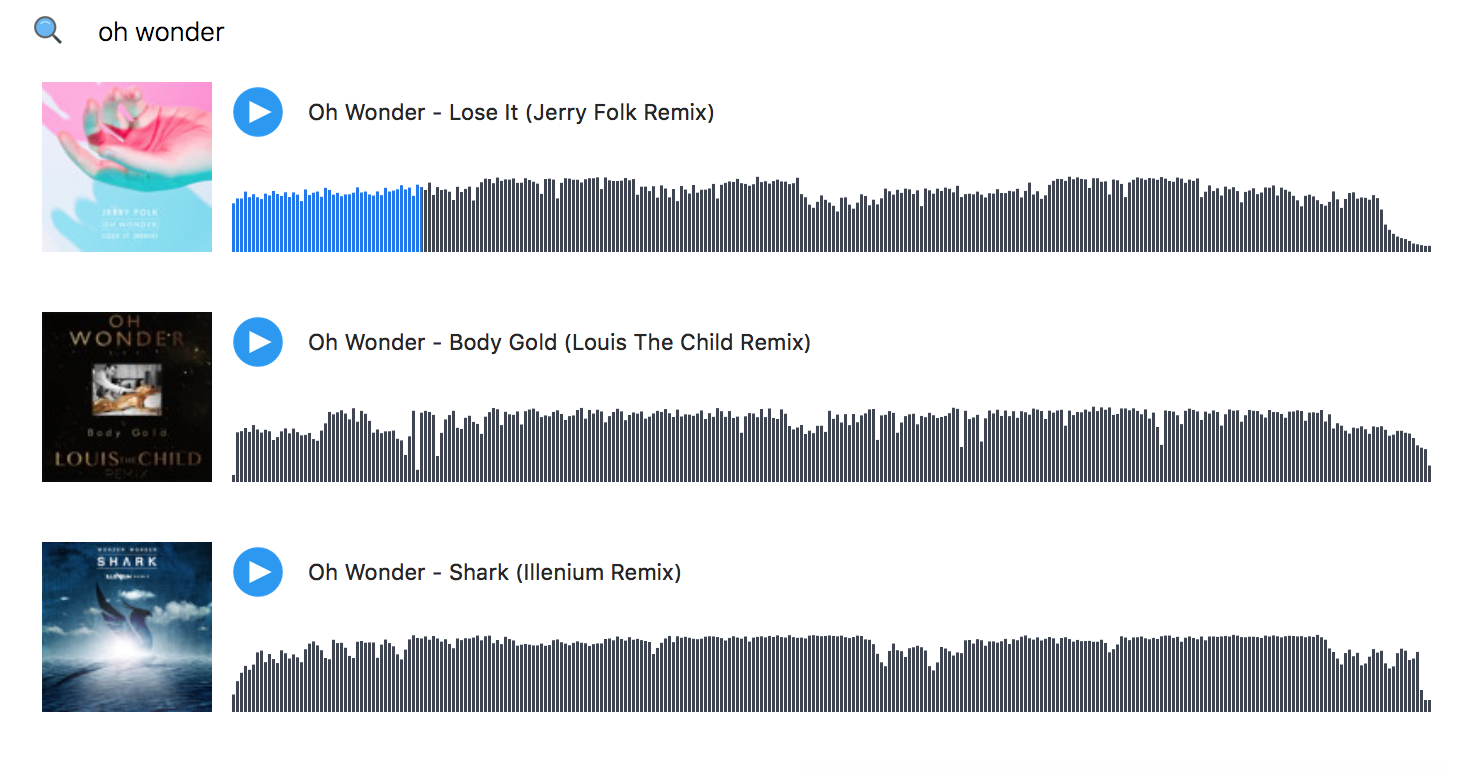 oh wonder
Oh Wonder - Lose It (Jerry Folk Remix)
JERRY FOLK
OH WONDER
LOSE IT (REMIX)
Oh Wonder - Body Gold (Louis The Child Remix)
OH
WONDER
Body Gold
LOUIS THE CHILD
REMIX
Oh Wonder - Shark (Illenium Remix)
WONDER WONDER
SHARK
ILLENIUM REMIX